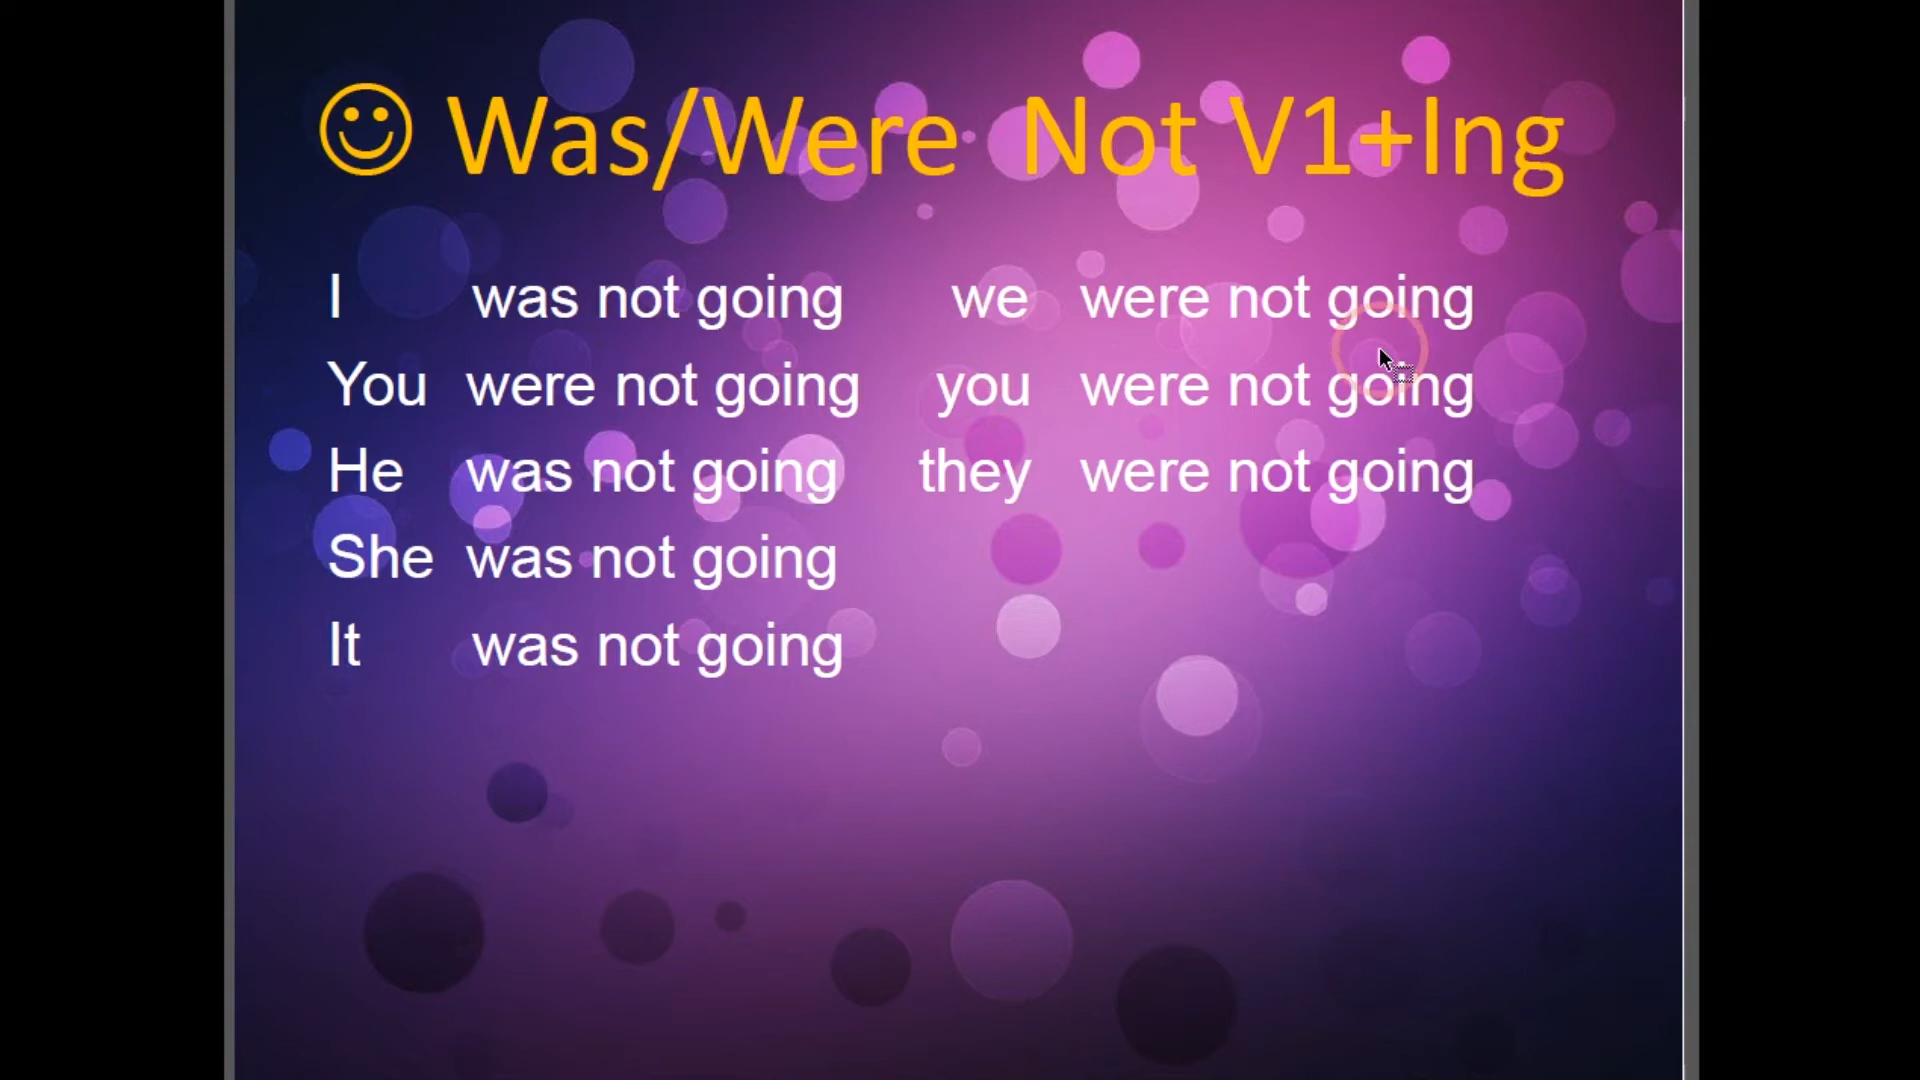 ☺ Was/Were Not V1+Ing
I was not going we were not going
You were not going you were not going
He was not going they were not going
She was not going
It was not going